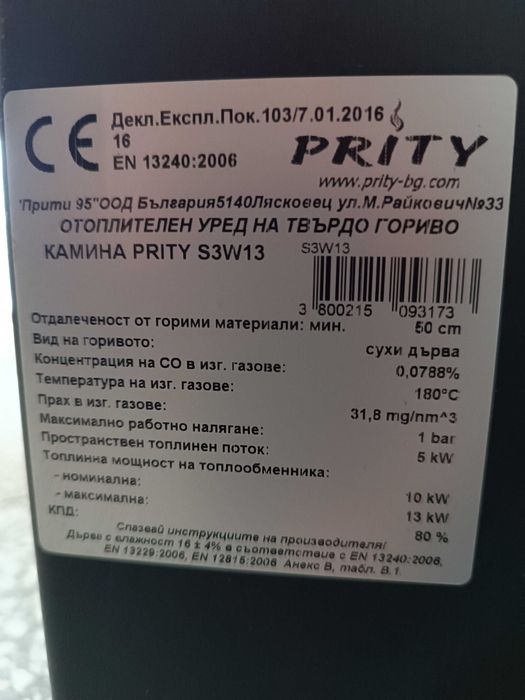 CE Декл.Експл.Пок.103/7.01.2016
16
EN 13240:2006
PRITY
www.prity-bg.com
"Прити 95"ООД България5140Лясковец ул.М.Райкович№33
ОТОПЛИТЕЛЕН УРЕД НА ТВЪРДО ГОРИВО
КАМИНА PRITY S3W13 S3W13
3 800215 093173
Отдалеченост от горими материали: мин. 50 cm
Вид на горивото: сухи дърва
Концентрация на СО в изг. газове: 0,0788%
Температура на изг. газове: 180°C
Прах в изг. газове: 31,8 mg/nm^3
Максимално работно налягане: 1 bar
Пространствен топлинен поток: 5 kW
Топлинна мощност на топлообменника:
- номинална: 10 kW
- максимална: 13 kW
КПД: 80 %
Спазвай инструкциите на производителя!
Дърва с влажност 16 ± 4% в съответствие с EN 13240:2006,
EN 13229:2006, EN 12815:2006 Анекс B, табл. B.1.